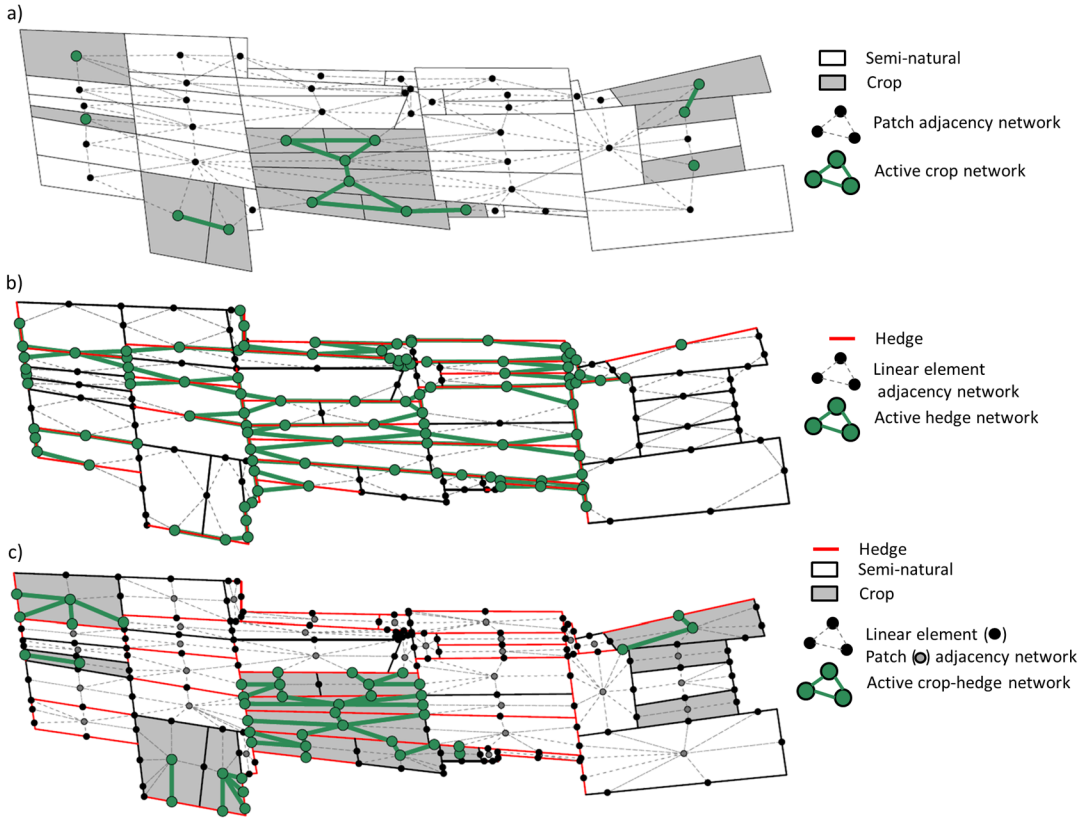 a)
Semi-natural
Crop
Patch adjacency network
Active crop network
b)
Hedge
Linear element
adjacency network
Active hedge network
c)
Hedge
Semi-natural
Crop
Linear element (●)
Patch (●) adjacency network
Active crop-hedge network